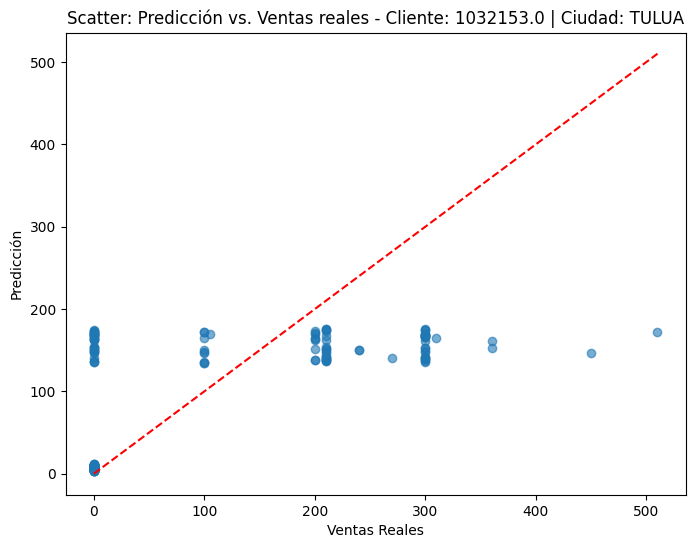 Scatter: Predicción vs. Ventas reales - Cliente: 1032153.0 | Ciudad: TULUA
500
400
300
200
100
0
Predicción
0 100 200 300 400 500
Ventas Reales